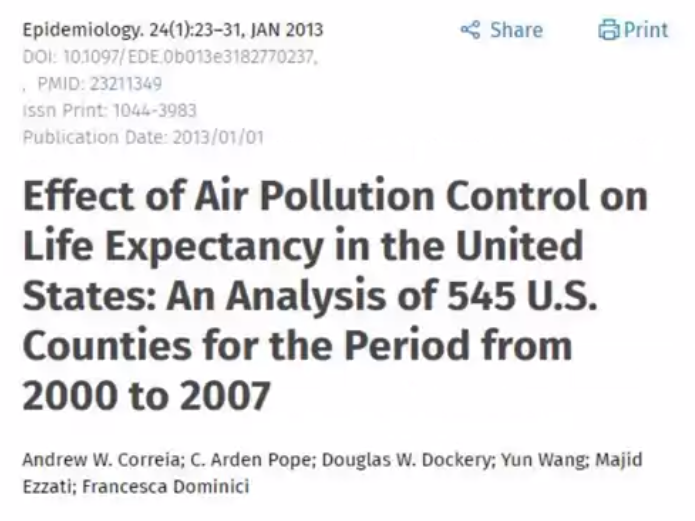 Epidemiology. 24(1):23–31, JAN 2013
Share
Print
DOI: 10.1097/EDE.0b013e3182770237,
, PMID: 23211349
Issn Print: 1044-3983
Publication Date: 2013/01/01
Effect of Air Pollution Control on
Life Expectancy in the United
States: An Analysis of 545 U.S.
Counties for the Period from
2000 to 2007
Andrew W. Correia; C. Arden Pope; Douglas W. Dockery; Yun Wang; Majid
Ezzati; Francesca Dominici